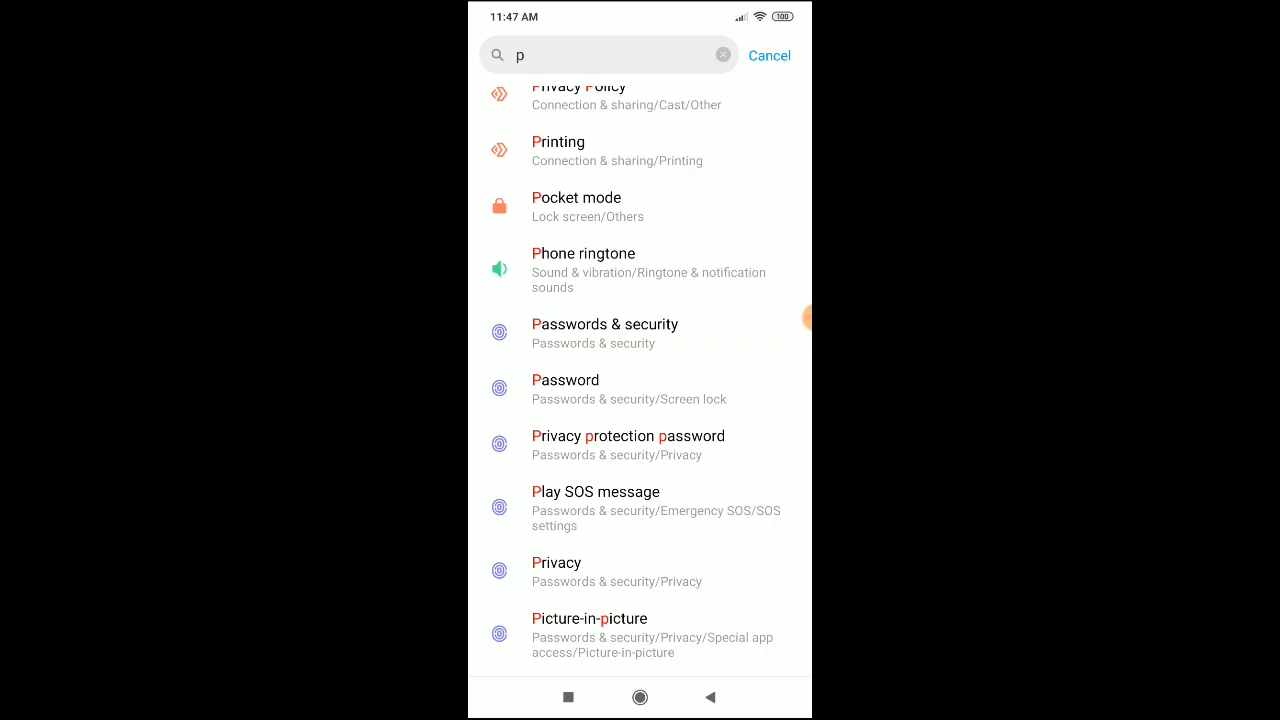 11:47 AM
100
p
Cancel
Privacy Policy
Connection & sharing/Cast/Other
Printing
Connection & sharing/Printing
Pocket mode
Lock screen/Others
Phone ringtone
Sound & vibration/Ringtone & notification
sounds
Passwords & security
Passwords & security
Password
Passwords & security/Screen lock
Privacy protection password
Passwords & security/Privacy
Play SOS message
Passwords & security/Emergency SOS/SOS
settings
Privacy
Passwords & security/Privacy
Picture-in-picture
Passwords & security/Privacy/Special app
access/Picture-in-picture